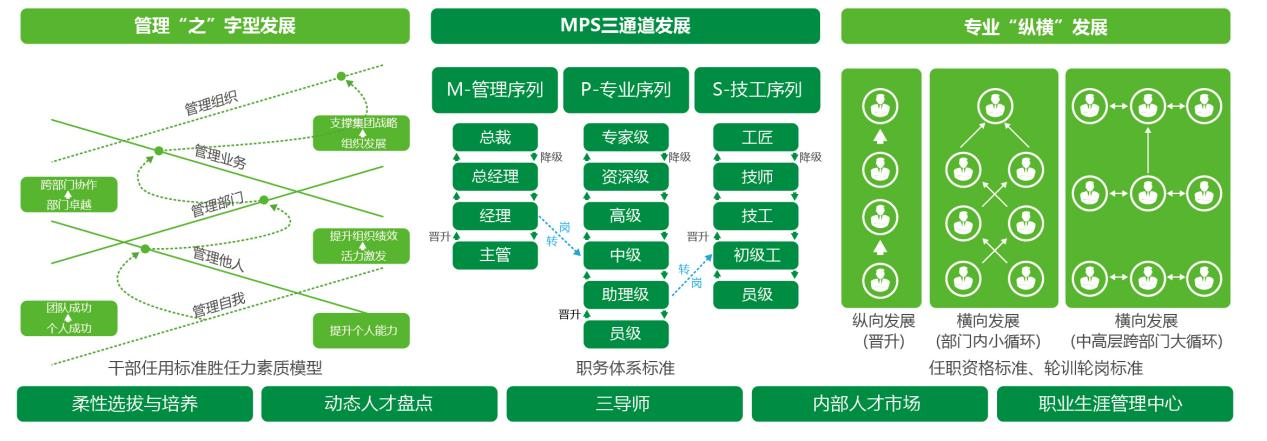 管理“之”字型发展
管理组织
支撑集团战略
组织发展
管理业务
跨部门协作
部门卓越
管理部门
提升组织绩效
活力激发
管理他人
团队成功
个人成功
管理自我
提升个人能力
干部任用标准胜任力素质模型
MPS三通道发展
M-管理序列
P-专业序列
S-技工序列
总裁
专家级
工匠
降级
降级
降级
总经理
资深级
技师
经理
高级
技工
转
岗
晋升
晋升
主管
中级
初级工
转
岗
助理级
员级
晋升
员级
职务体系标准
专业“纵横”发展
纵向发展
(晋升)
横向发展
(部门内小循环)
横向发展
(中高层跨部门大循环)
任职资格标准、轮训轮岗标准
柔性选拔与培养
动态人才盘点
三导师
内部人才市场
职业生涯管理中心